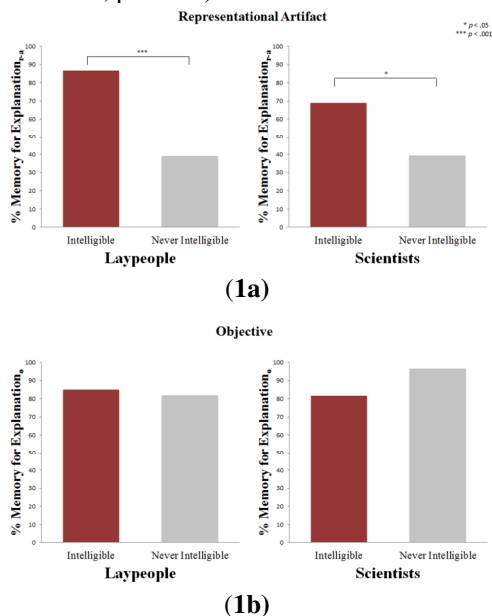 Representational Artifact
* p < .05
*** p < .001
% Memory for Explanation r-a
100
90
80
70
60
50
40
30
20
10
0
***
Intelligible Never Intelligible
Laypeople
% Memory for Explanation r-a
100
90
80
70
60
50
40
30
20
10
0
*
Intelligible Never Intelligible
Scientists
(1a)
Objective
% Memory for Explanation o
100
90
80
70
60
50
40
30
20
10
0
Intelligible Never Intelligible
Laypeople
% Memory for Explanation o
100
90
80
70
60
50
40
30
20
10
0
Intelligible Never Intelligible
Scientists
(1b)